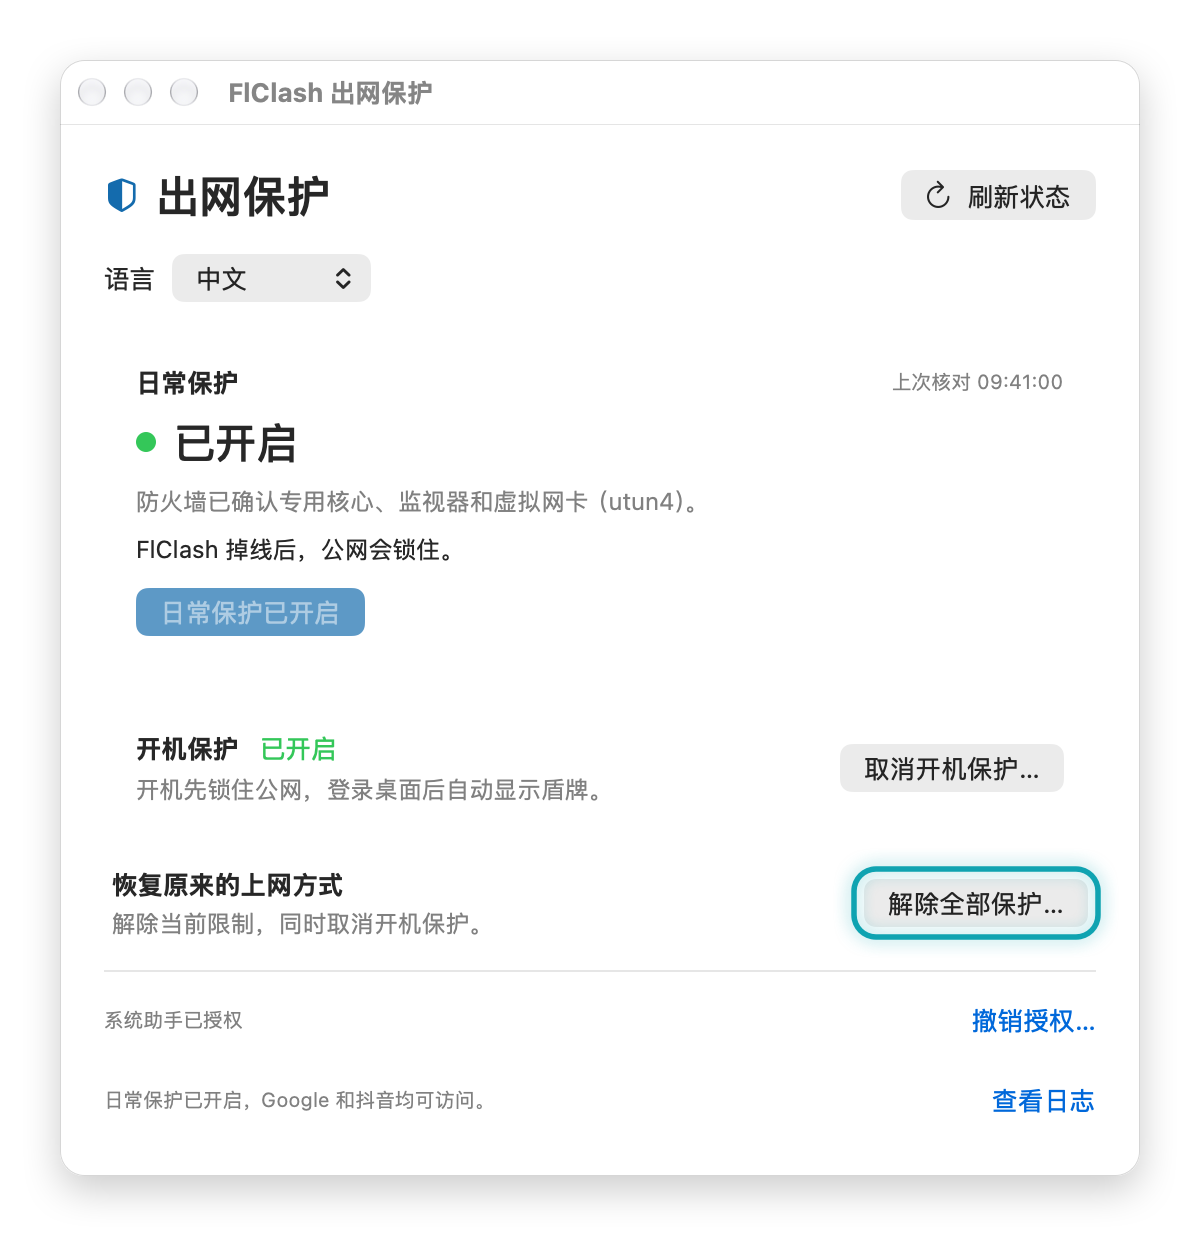 FlClash 出网保护
出网保护
刷新状态
语言 中文
日常保护
上次核对 09:41:00
已开启
防火墙已确认专用核心、监视器和虚拟网卡（utun4）。
FlClash 掉线后，公网会锁住。
日常保护已开启
开机保护 已开启
开机先锁住公网，登录桌面后自动显示盾牌。
取消开机保护...
恢复原来的上网方式
解除当前限制，同时取消开机保护。
解除全部保护...
系统助手已授权
撤销授权...
日常保护已开启，Google 和抖音均可访问。
查看日志